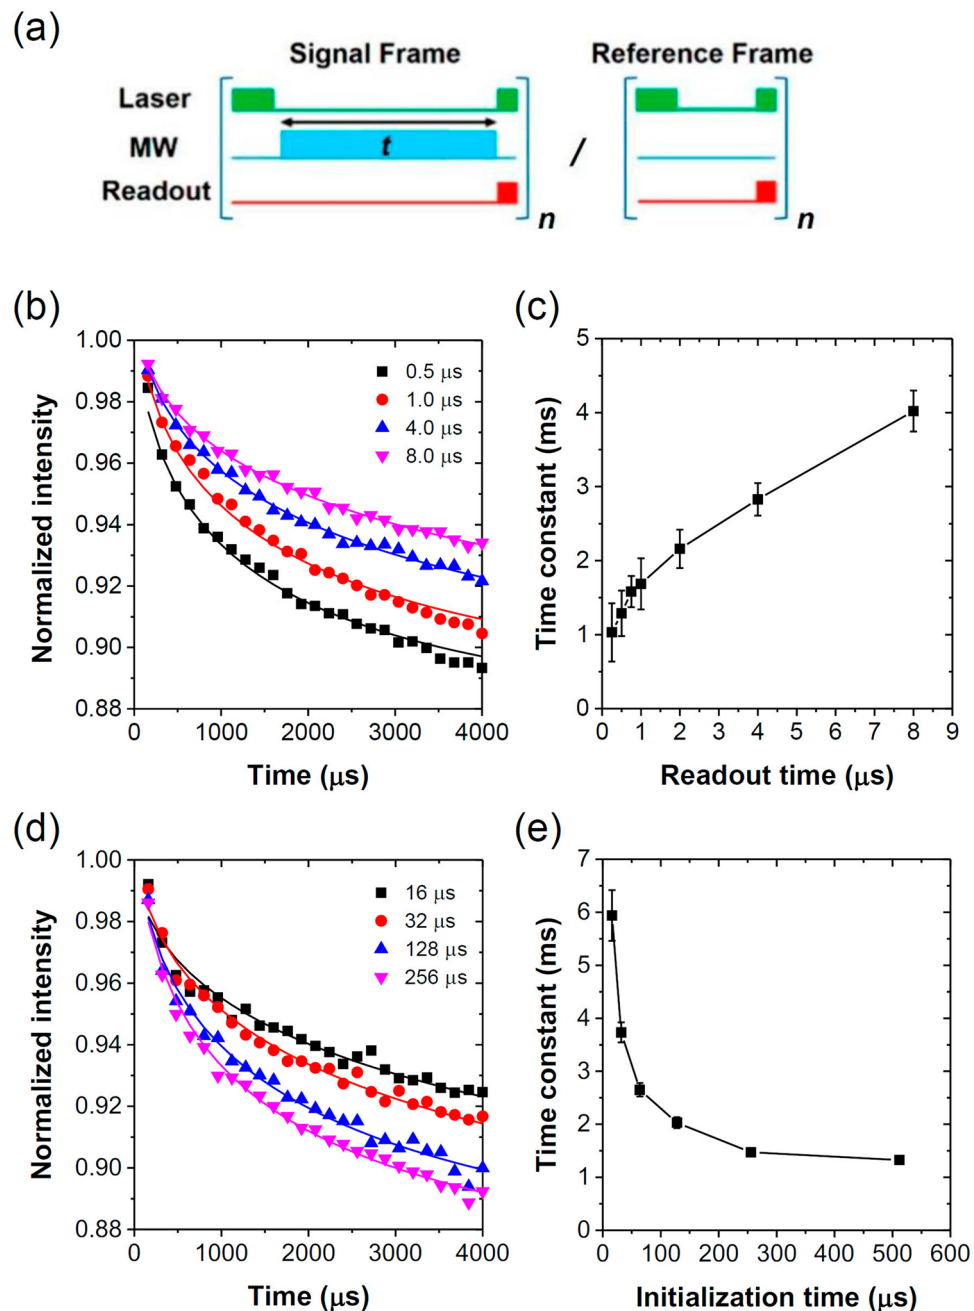 (a)
Signal Frame
Reference Frame
Laser
MW
t
/
Readout
n
n
(b)
1.00
0.98
0.96
0.94
0.92
0.90
0.88
Normalized intensity
0.5 μs
1.0 μs
4.0 μs
8.0 μs
0 1000 2000 3000 4000
Time (μs)
(c)
5
4
3
2
1
0
Time constant (ms)
0 1 2 3 4 5 6 7 8 9
Readout time (μs)
(d)
1.00
0.98
0.96
0.94
0.92
0.90
0.88
Normalized intensity
16 μs
32 μs
128 μs
256 μs
0 1000 2000 3000 4000
Time (μs)
(e)
7
6
5
4
3
2
1
0
Time constant (ms)
0 100 200 300 400 500 600
Initialization time (μs)